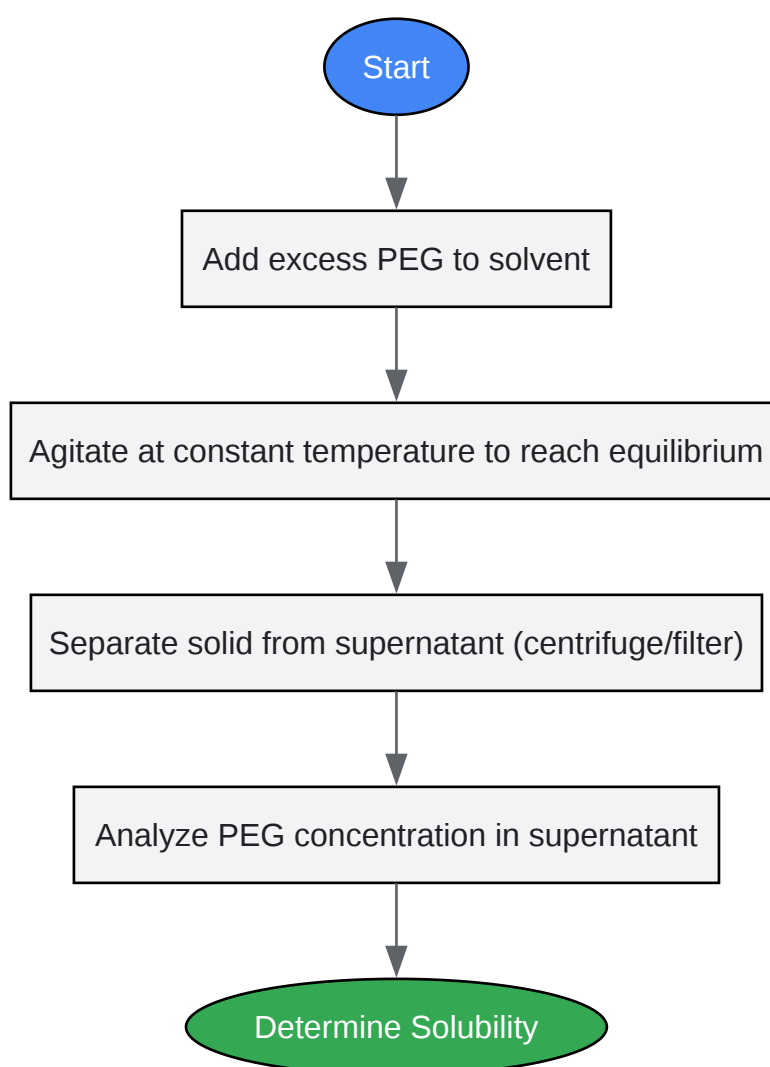 Start
Add excess PEG to solvent
Agitate at constant temperature to reach equilibrium
Separate solid from supernatant (centrifuge/filter)
Analyze PEG concentration in supernatant
Determine Solubility